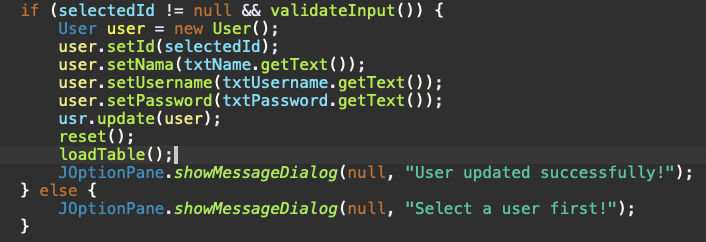 if (selectedId != null && validateInput()) {
    User user = new User();
    user.setId(selectedId);
    user.setNama(txtName.getText());
    user.setUsername(txtUsername.getText());
    user.setPassword(txtPassword.getText());
    usr.update(user);
    reset();
    loadTable();
    JOptionPane.showMessageDialog(null, "User updated successfully!");
} else {
    JOptionPane.showMessageDialog(null, "Select a user first!");
}